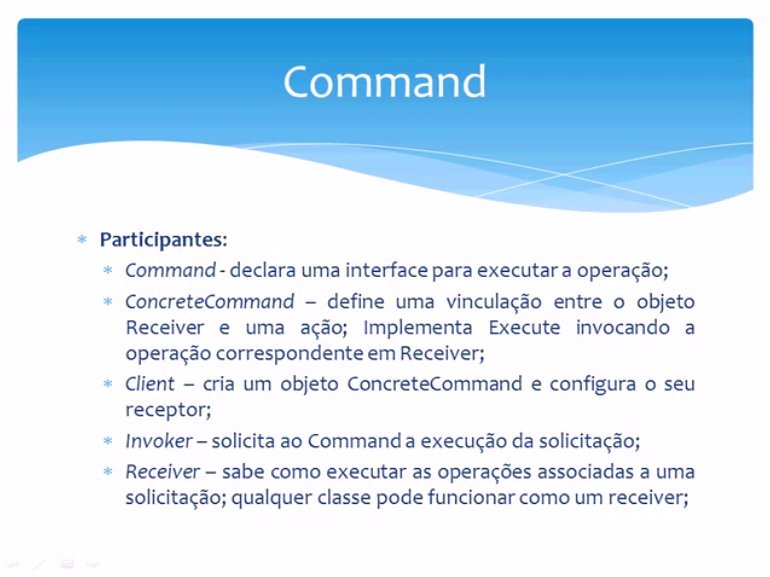 Command
Participantes:
Command - declara uma interface para executar a operação;
ConcreteCommand – define uma vinculação entre o objeto
Receiver e uma ação; Implementa Execute invocando a
operação correspondente em Receiver;
Client – cria um objeto ConcreteCommand e configura o seu
receptor;
Invoker – solicita ao Command a execução da solicitação;
Receiver – sabe como executar as operações associadas a uma
solicitação; qualquer classe pode funcionar como um receiver;